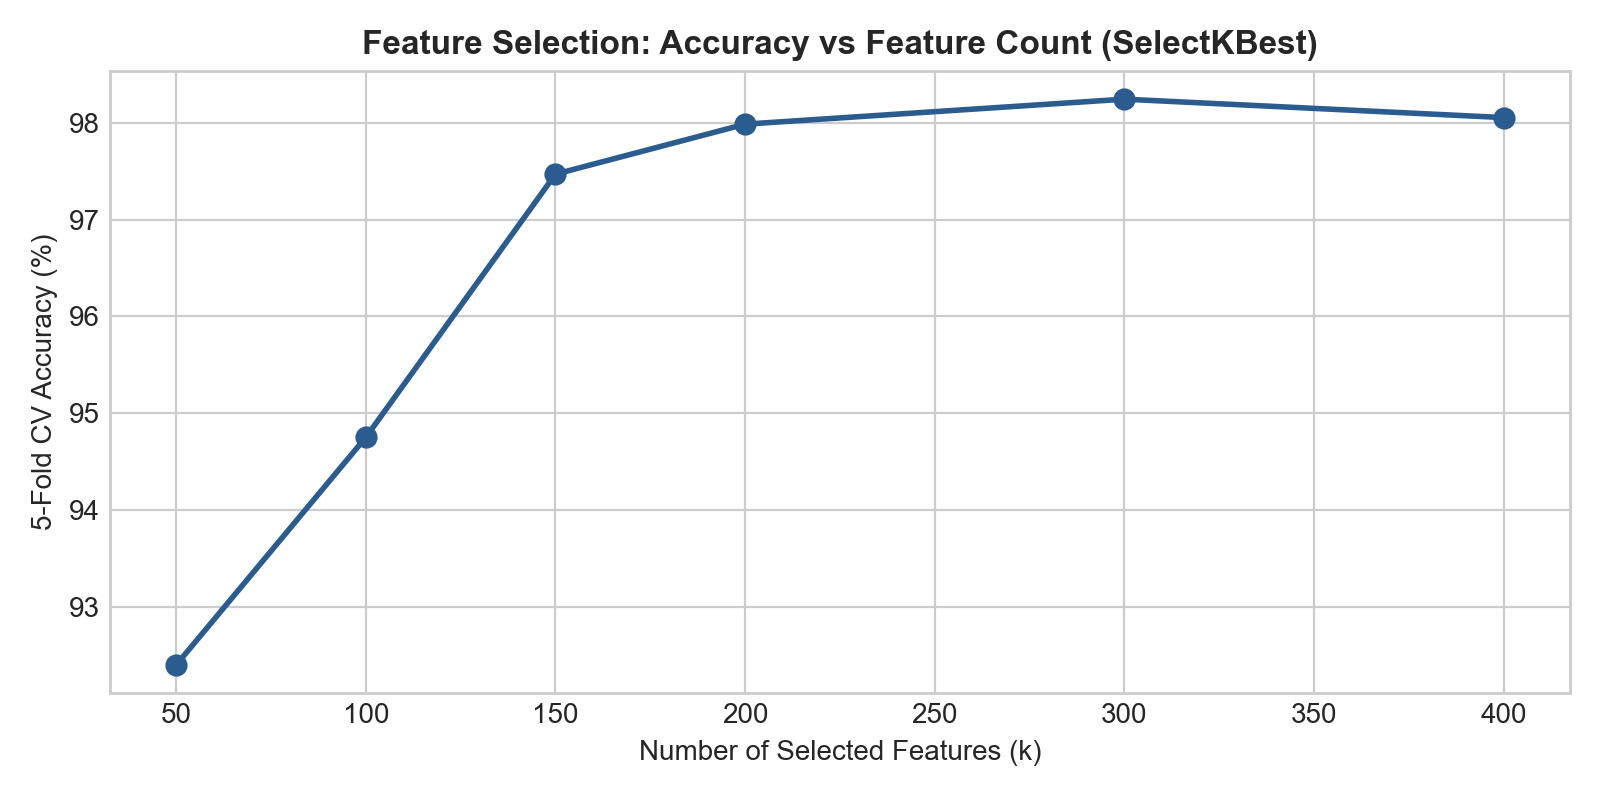 Feature Selection: Accuracy vs Feature Count (SelectKBest)
5-Fold CV Accuracy (%)
98
97
96
95
94
93
50 100 150 200 250 300 350 400
Number of Selected Features (k)